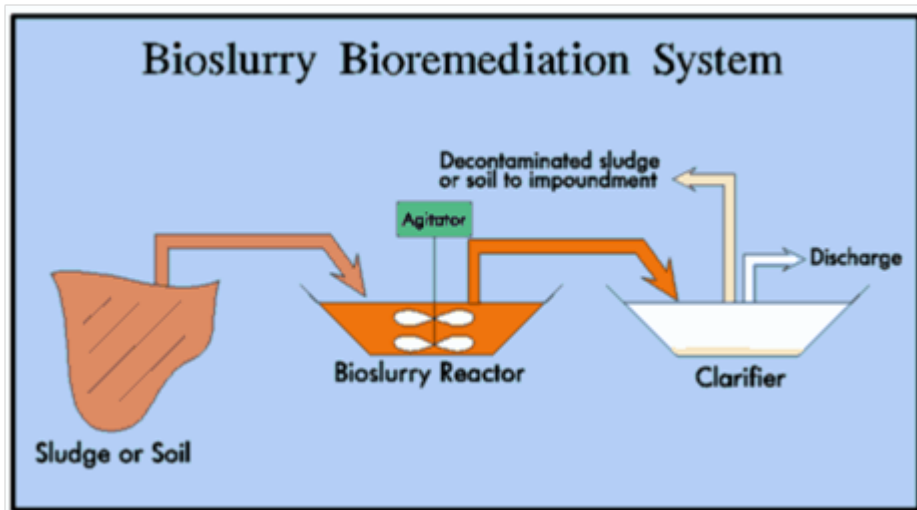 Bioslurry Bioremediation System
Decontaminated sludge
or soil to impoundment
Agitator
Discharge
Bioslurry Reactor
Clarifier
Sludge or Soil